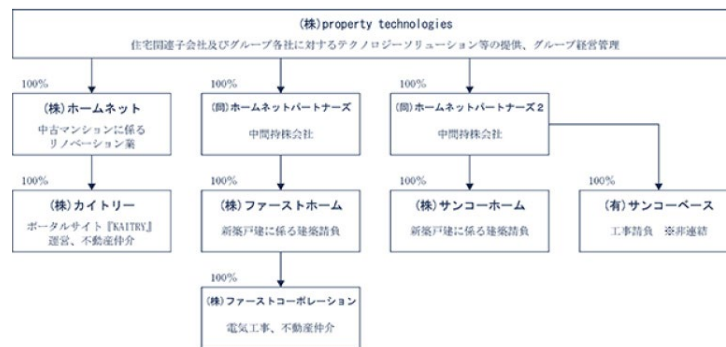 (株)property technologies
住宅関連子会社及びグループ各社に対するテクノロジーソリューション等の提供、グループ経営管理
100%
100%
100%
(株)ホームネット
中古マンションに係る
リノベーション業
(同)ホームネットパートナーズ
中間持株会社
(同)ホームネットパートナーズ2
中間持株会社
100%
100%
100%
100%
(株)カイトリー
ポータルサイト『KAITRY』
運営、不動産仲介
(株)ファーストホーム
新築戸建に係る建築請負
(株)サンコーホーム
新築戸建に係る建築請負
(有)サンコーベース
工事請負 ※非連結
100%
(株)ファーストコーポレーション
電気工事、不動産仲介